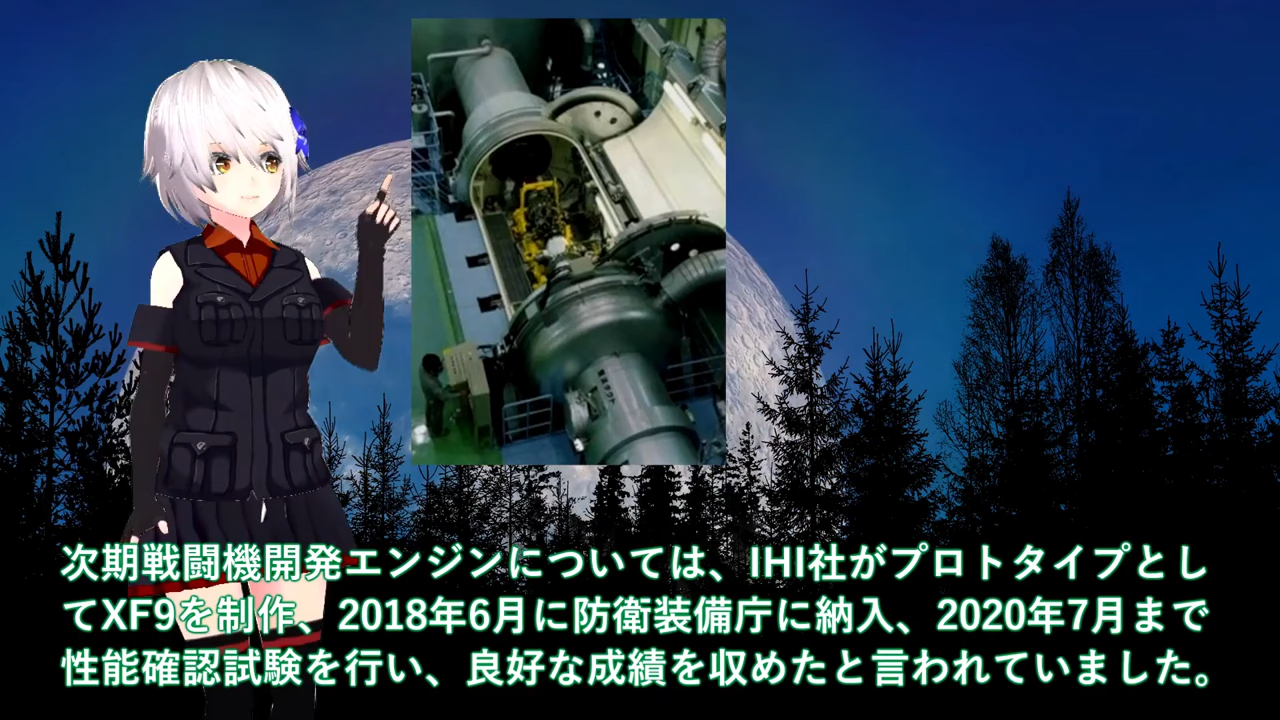 次期戦闘機開発エンジンについては、IHI社がプロトタイプとし
てXF9を制作、2018年6月に防衛装備庁に納入、2020年7月まで
性能確認試験を行い、良好な成績を収めたと言われていました。